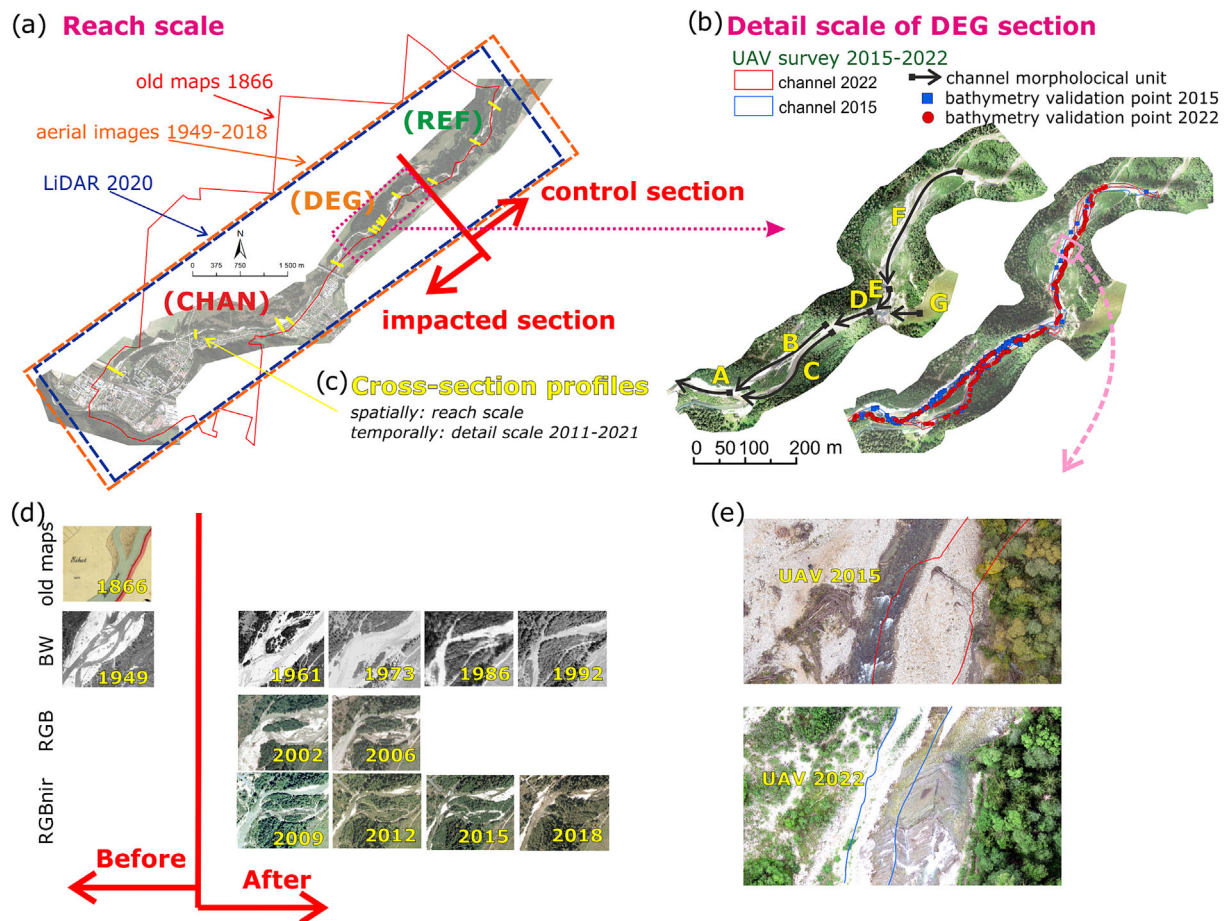 (a) Reach scale
old maps 1866
aerial images 1949-2018
LiDAR 2020
(REF)
(DEG)
(CHAN)
N
0 375 750 1 500 m
control section
impacted section
(c) Cross-section profiles
spatially: reach scale
temporally: detail scale 2011-2021
(b) Detail scale of DEG section
UAV survey 2015-2022
channel 2022
channel 2015
channel morpholocical unit
bathymetry validation point 2015
bathymetry validation point 2022
F
E
D
G
B
C
A
0 50 100 200 m
(d)
old maps
1866
BW
1949
1961
1973
1986
1992
RGB
2002
2006
RGBnir
2009
2012
2015
2018
Before
After
(e)
UAV 2015
UAV 2022